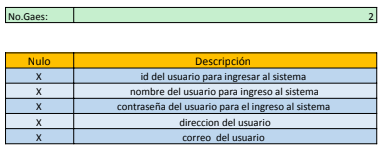 No.Gaes: 2
Nulo Descripción
X id del usuario para ingresar al sistema
X nombre del usuario para ingreso al sistema
X contraseña del usuario para el ingreso al sistema
X direccion del usuario
X correo del usuario